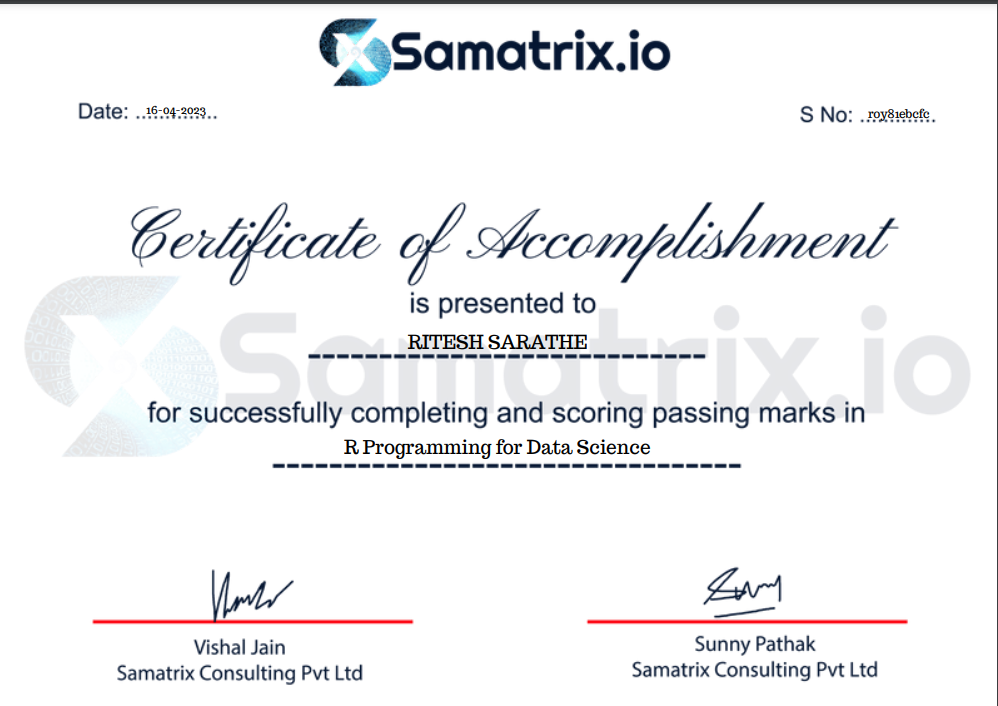 Samatrix.io
Date: ..16-04-2023..
S No: ..roy81ebcfc..
Certificate of Accomplishment
is presented to
RITESH SARATHE
Samatrix.io
for successfully completing and scoring passing marks in
R Programming for Data Science
Vishal Jain
Samatrix Consulting Pvt Ltd
Sunny Pathak
Samatrix Consulting Pvt Ltd